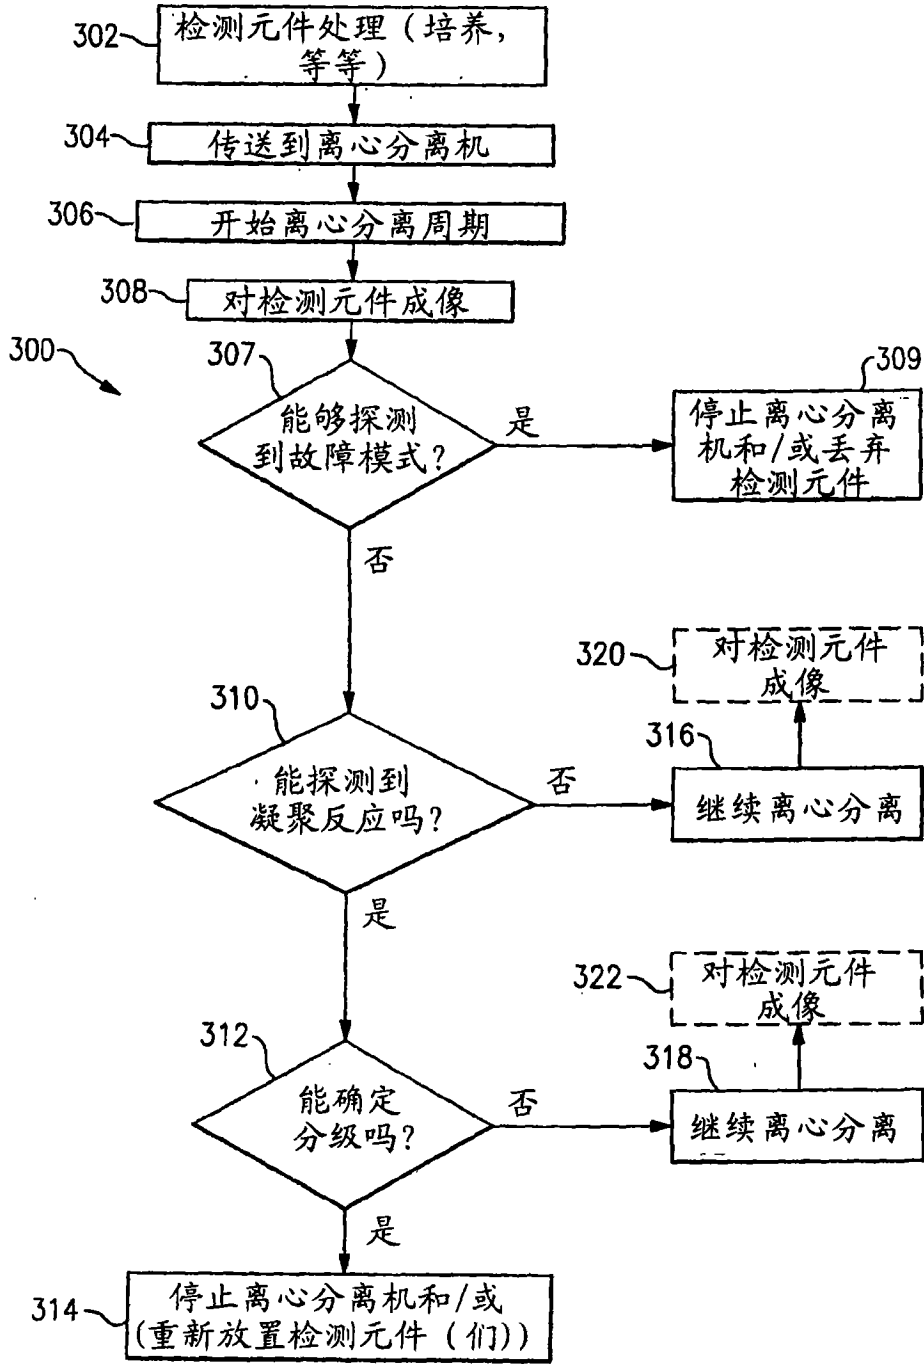 302
检测元件处理（培养，
等等）
304
传送到离心分离机
306
开始离心分离周期
308
对检测元件成像
300
307
能够探测
到故障模式？
是
309
停止离心分离
机和/或丢弃
检测元件
否
320
对检测元件
成像
310
能探测到
凝聚反应吗？
否
316
继续离心分离
是
322
对检测元件
成像
312
能确定
分级吗？
否
318
继续离心分离
是
314
停止离心分离机和/或
(重新放置检测元件（们）)